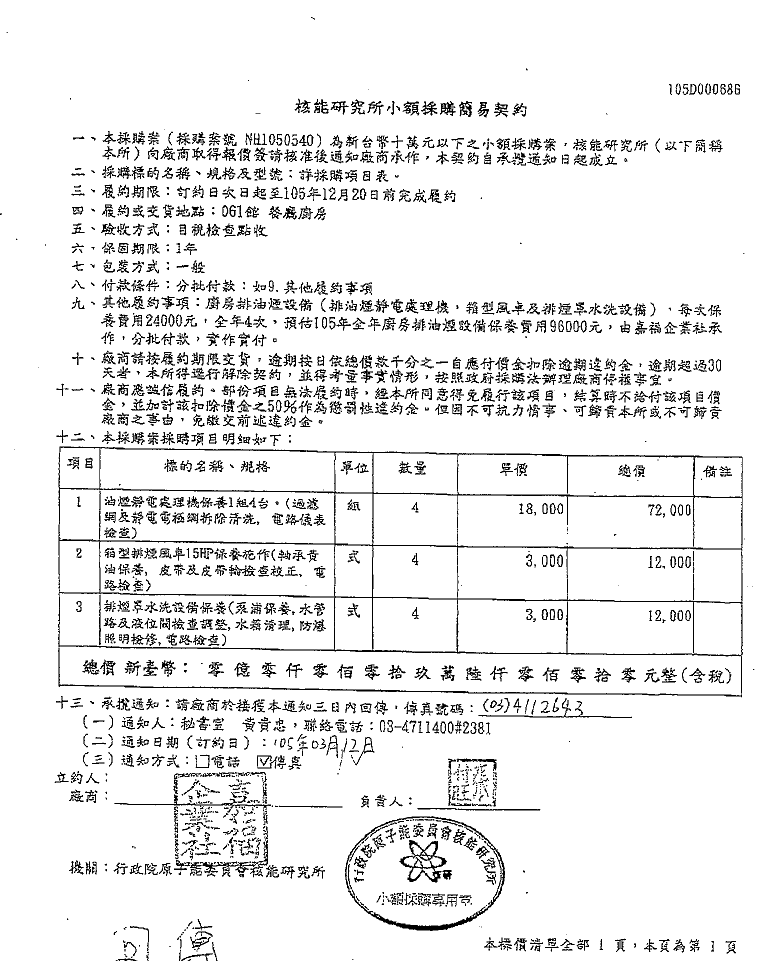 105D000686
核能研究所小額採購簡易契約
一、本採購案(採購案號 NH1050540)為新台幣十萬元以下之小額採購案，核能研究所(以下簡稱
本所)向廠商取得報價簽請核准後通知廠商承作，本契約自承攬通知日起成立。
二、採購標的名稱、規格及型號：詳採購項目表。
三、履約期限：訂約日次日起至105年12月20日前完成履約
四、履約或交貨地點：061館 餐廳廚房
五、驗收方式：目視檢查點收
六、保固期限：1年
七、包裝方式：一般
八、付款條件：分批付款：如9.其他履約事項
九、其他履約事項：廚房排油煙設備(排油煙靜電處理機，箱型風車及排煙罩水洗設備)，每次保
養費用24000元，全年4次，預估105年全年廚房排油煙設備保養費用96000元，由嘉福企業社承
作，分批付款，實作實付。
十、廠商請按履約期限交貨，逾期按日依總價款千分之一自應付價金扣除逾期違約金，逾期超過30
天者，本所得逕行解除契約，並得考量事實情形，按照政府採購法辦理廠商停權事宜。
十一、廠商應誠信履約。部份項目無法履約時，經本所同意得免履行該項目，結算時不給付該項目價
金，並加計該扣除價金之50%作為懲罰性違約金。但因不可抗力情事、可歸責本所或不可歸責
廠商之事由，免繳交前述違約金。
十二、本採購案採購項目明細如下：
項目 標的名稱、規格 單位 數量 單價 總價 備註
1 油煙靜電處理機保養1組4台。(過濾 組 4 18,000 72,000
網及靜電電極網拆除清洗, 電路儀表
檢查)
2 箱型排煙風車15HP保養施作(軸承賁 式 4 3,000 12,000
油保養, 皮帶及皮帶輪檢查校正, 電
路檢查)
3 排煙罩水洗設備保養(泵浦保養,水管 式 4 3,000 12,000
路及液位開檢查調整,水箱清理,防爆
照明檢修,電路檢查)
總價 新臺幣： 零億零仟零佰零拾玖萬陸仟零佰零拾零元整(含稅)
十三、承攬通知：請廠商於接獲本通知三日內回傳，傳真號碼：(03)4112643
(一)通知人：秘書室 黃貴忠，聯絡電話：03-4711400#2381
(二)通知日期(訂約日)：105年03月12日
(三)通知方式：□電話 ☑傳真
立約人：
廠商： 嘉福企業社 負責人：
機關：行政院原子能委員會核能研究所
行政院原子能委員會核能研究所
小額採購專用章
回傳
本標價清單全部 1 頁，本頁為第 1 頁